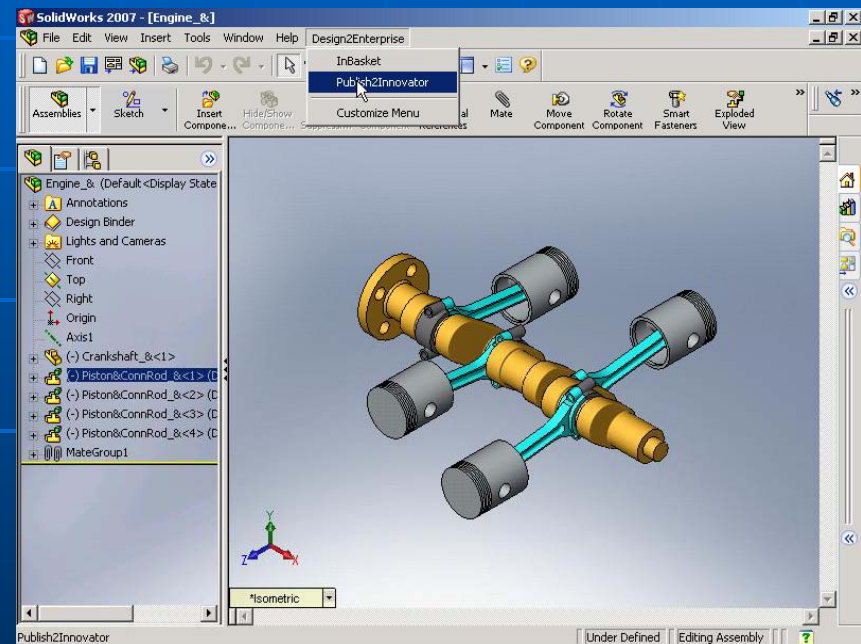 SolidWorks 2007 - [Engine_&]
File Edit View Insert Tools Window Help Design2Enterprise
InBasket
Publish2Innovator
Customize Menu
Assemblies Sketch Insert Compone... Hide/Show Compone... Mate Move Component Rotate Component Smart Fasteners Exploded View
Engine_& (Default<Display State
Annotations
Design Binder
Lights and Cameras
Front
Top
Right
Origin
Axis1
(-) Crankshaft_&<1>
(-) Piston&ConnRod_&<1> (D
(-) Piston&ConnRod_&<2> (D
(-) Piston&ConnRod_&<3> (D
(-) Piston&ConnRod_&<4> (D
MateGroup1
Y
Z X
*Isometric
Publish2Innovator Under Defined Editing Assembly